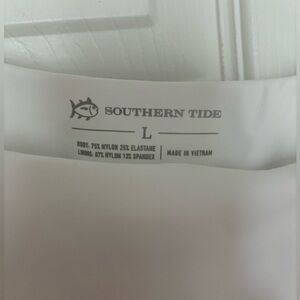 SOUTHERN TIDE
L
BODY: 75% NYLON 25% ELASTANE
LINING: 87% NYLON 13% SPANDEX
MADE IN VIETNAM